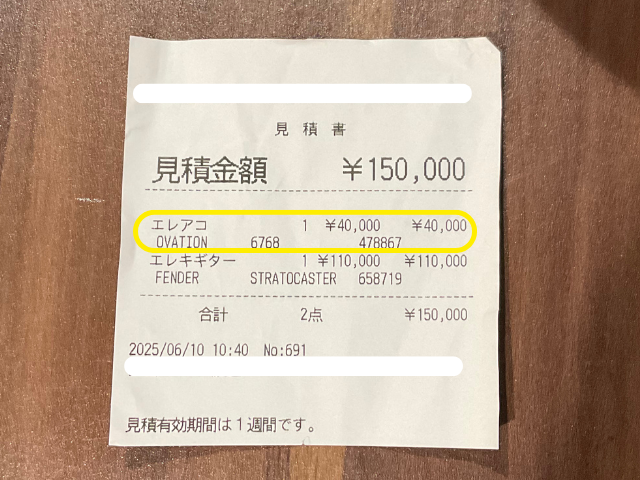 見積書
見積金額 ¥150,000
エレアコ 1 ¥40,000 ¥40,000
OVATION 6768 478867
エレキギター 1 ¥110,000 ¥110,000
FENDER STRATOCASTER 658719
合計 2点 ¥150,000
2025/06/10 10:40 No:691
見積有効期間は1週間です。